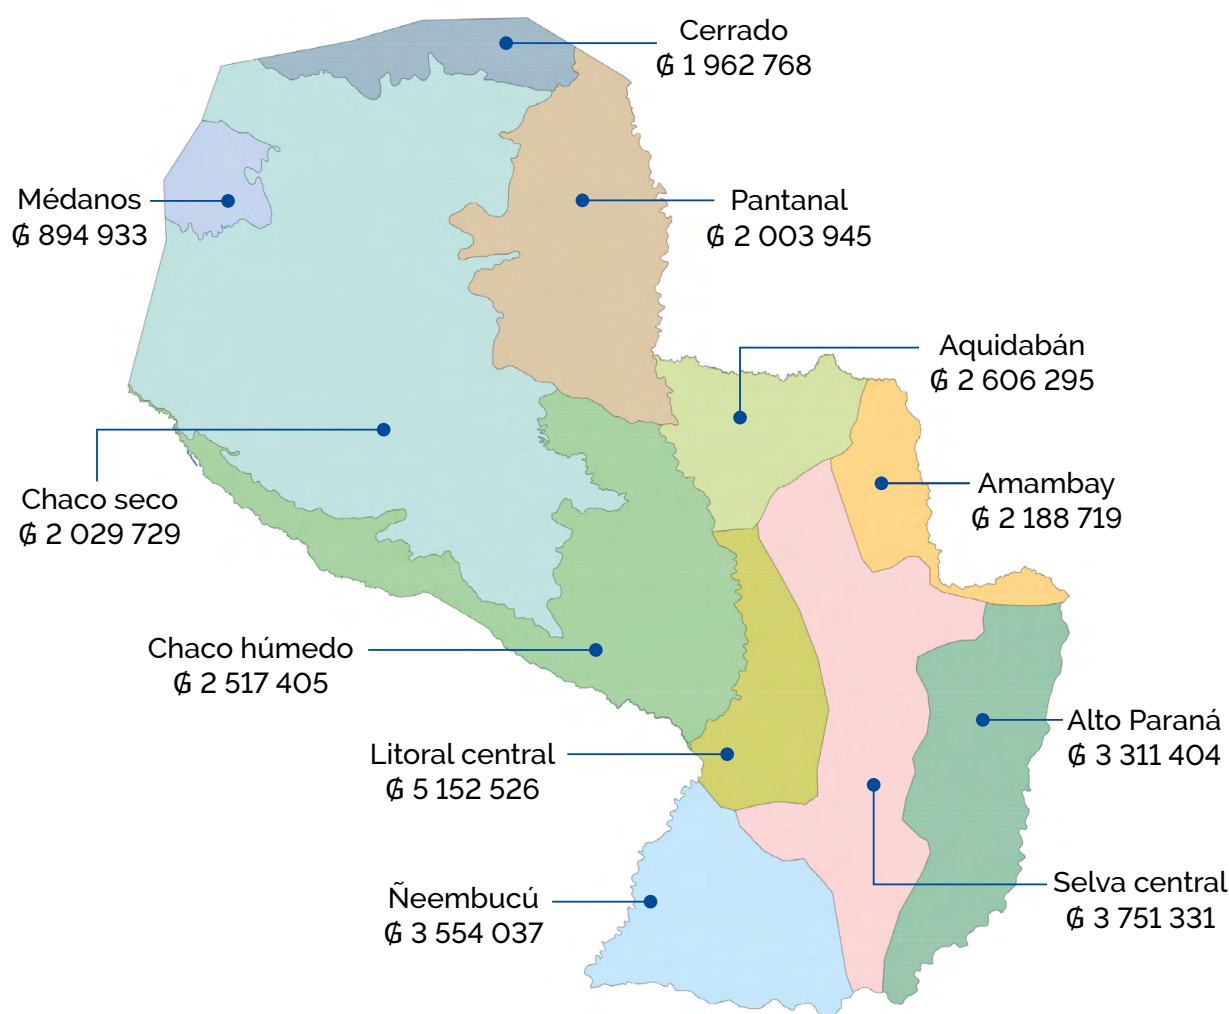 Cerrado
₲ 1 962 768
Médanos
₲ 894 933
Pantanal
₲ 2 003 945
Aquidabán
₲ 2 606 295
Chaco seco
₲ 2 029 729
Amambay
₲ 2 188 719
Chaco húmedo
₲ 2 517 405
Alto Paraná
₲ 3 311 404
Litoral central
₲ 5 152 526
Selva central
₲ 3 751 331
Ñeembucú
₲ 3 554 037